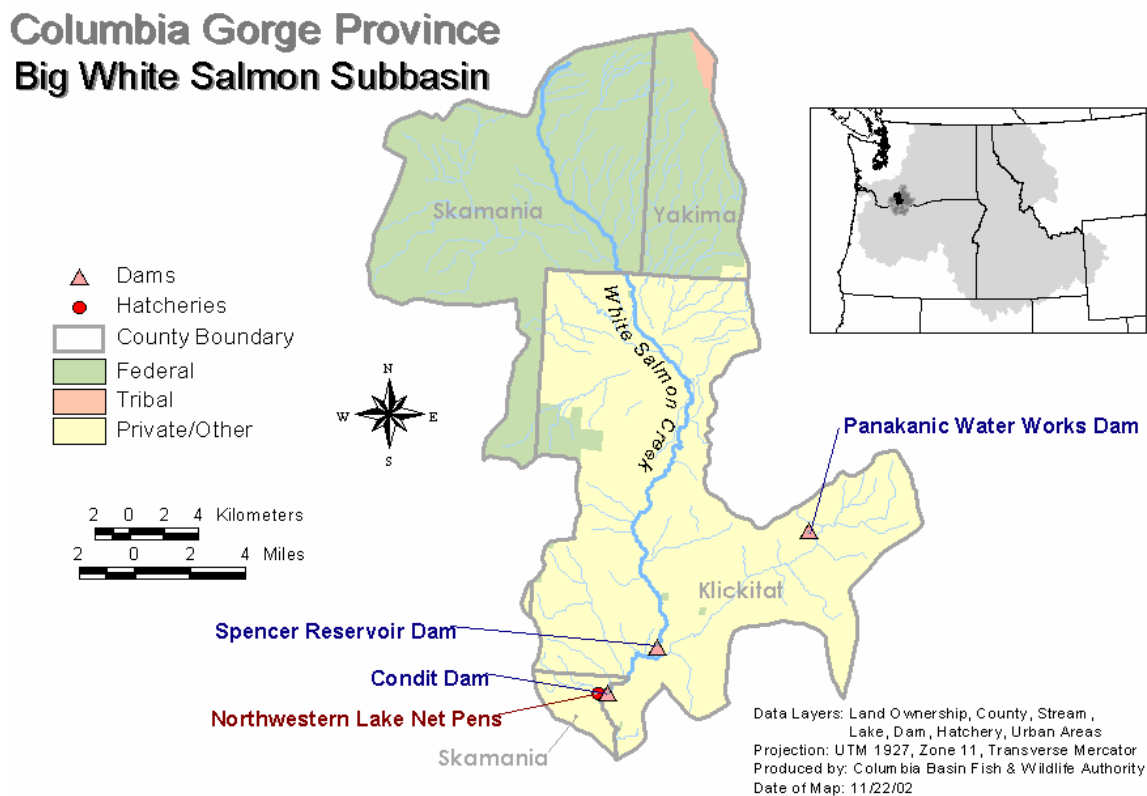 Columbia Gorge Province
Big White Salmon Subbasin
Skamania
Yakima
Dams
Hatcheries
County Boundary
Federal
Tribal
Private/Other
N
W E
S
White Salmon Creek
Panakanic Water Works Dam
2 0 2 4 Kilometers
2 0 2 4 Miles
Klickitat
Spencer Reservoir Dam
Condit Dam
Northwestern Lake Net Pens
Skamania
Data Layers: Land Ownership, County, Stream,
Lake, Dam, Hatchery, Urban Areas
Projection: UTM 1927, Zone 11, Transverse Mercator
Produced by: Columbia Basin Fish & Wildlife Authority
Date of Map: 11/22/02